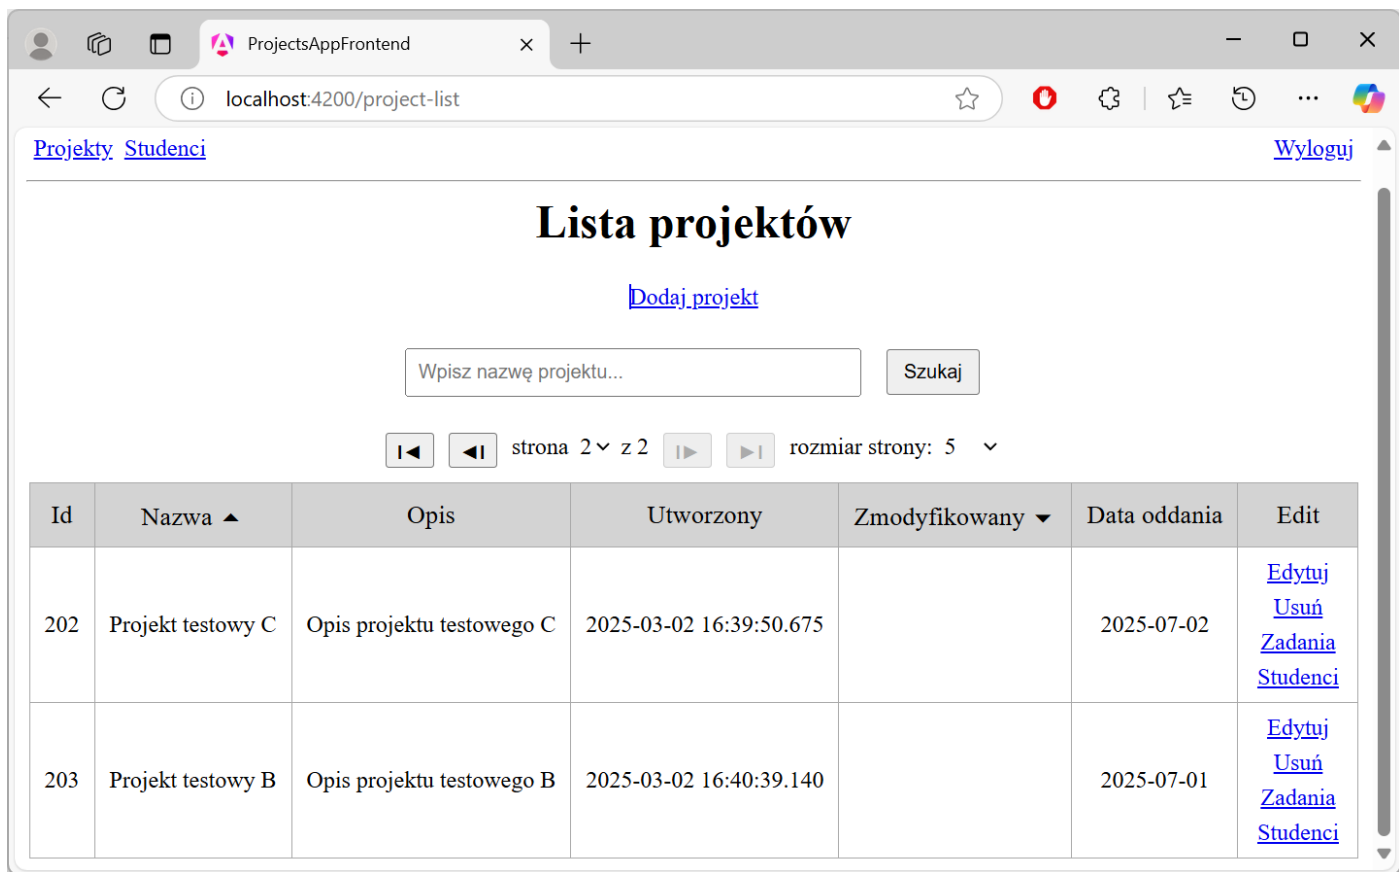 ProjectsAppFrontend
localhost:4200/project-list
Projekty Studenci Wyloguj
Lista projektów
Dodaj projekt
Wpisz nazwę projektu... Szukaj
strona 2 z 2 rozmiar strony: 5
Id Nazwa Opis Utworzony Zmodyfikowany Data oddania Edit
202 Projekt testowy C Opis projektu testowego C 2025-03-02 16:39:50.675 2025-07-02
Edytuj
Usuń
Zadania
Studenci
203 Projekt testowy B Opis projektu testowego B 2025-03-02 16:40:39.140 2025-07-01
Edytuj
Usuń
Zadania
Studenci